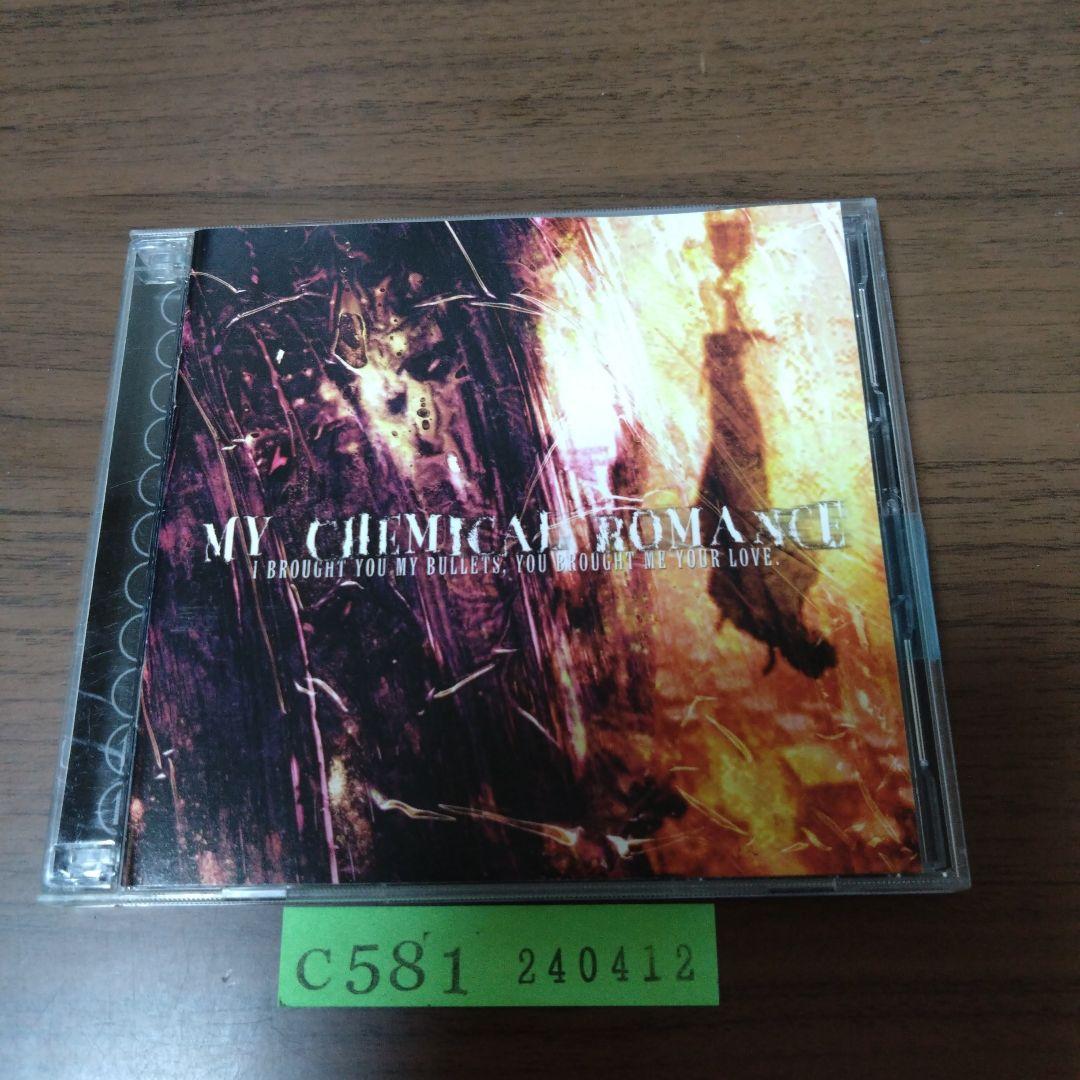 MY CHEMICAL ROMANCE
I BROUGHT YOU MY BULLETS, YOU BROUGHT ME YOUR LOVE.
C581 240412